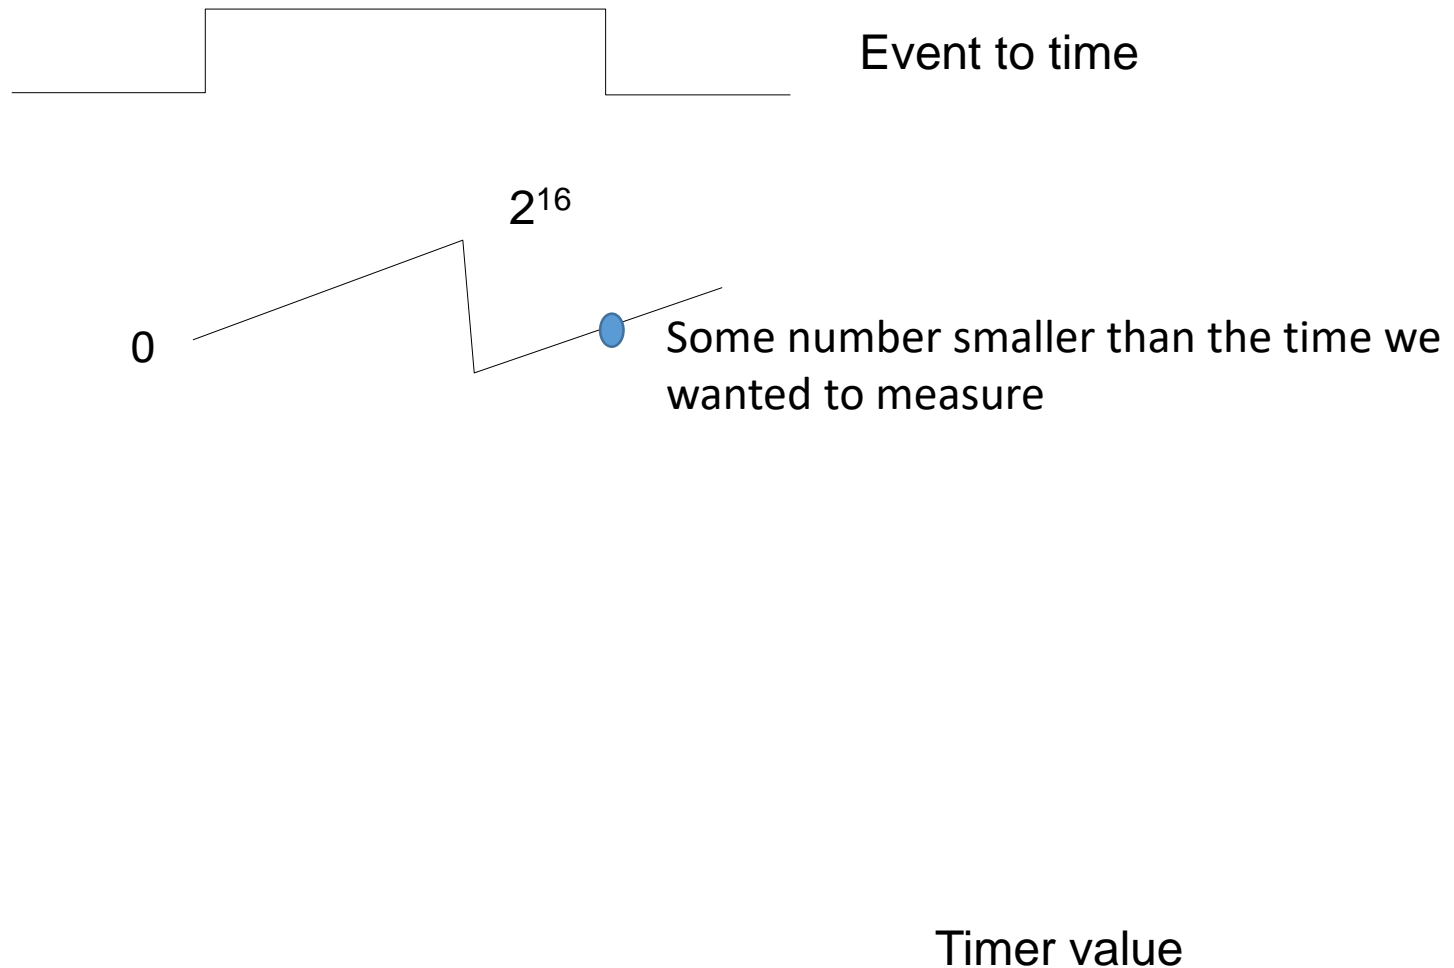 Event to time
2¹⁶
0
Some number smaller than the time we
wanted to measure
Timer value